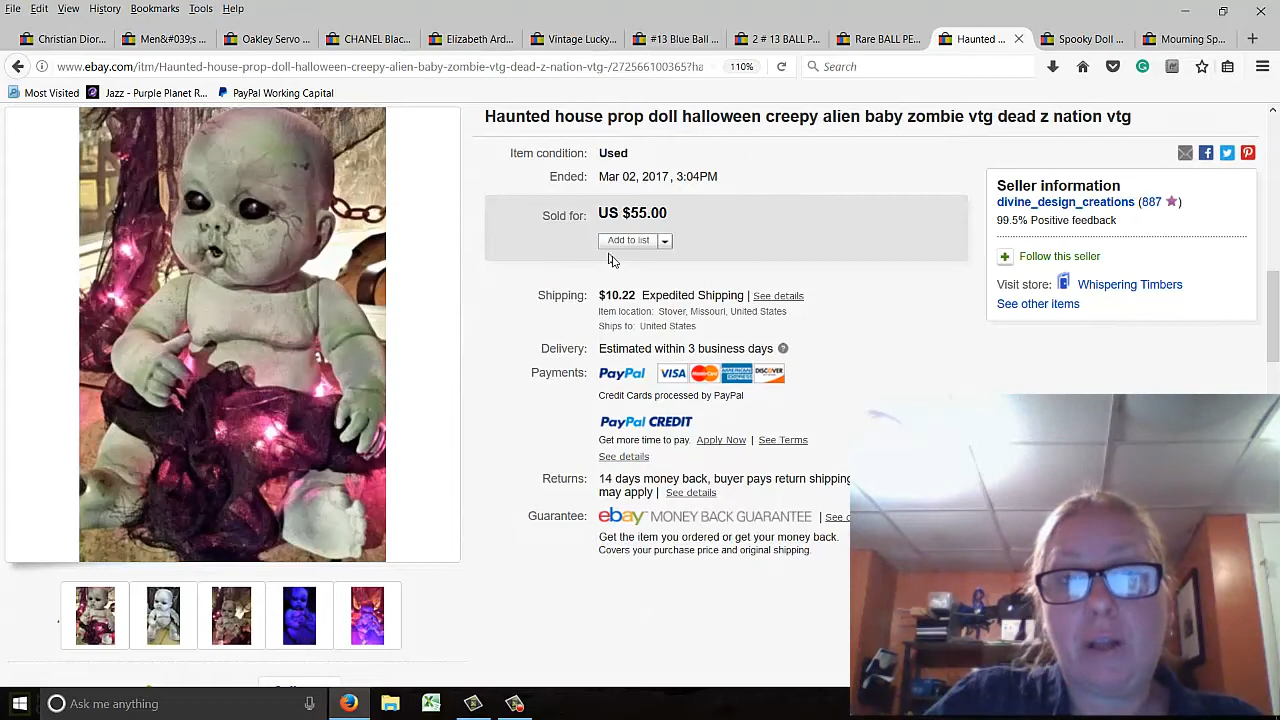 File Edit View History Bookmarks Tools Help
Christian Dior... Men&#039;s ... Oakley Servo ... CHANEL Blac... Elizabeth Ard... Vintage Lucky... #13 Blue Ball ... 2 # 13 BALL P... Rare BALL PE... Haunted ... Spooky Doll ... Mourning Sp...
www.ebay.com/itm/Haunted-house-prop-doll-halloween-creepy-alien-baby-zombie-vtg-dead-z-nation-vtg-/272566100365?ha 110% Search
Most Visited Jazz - Purple Planet R... PayPal Working Capital
Haunted house prop doll halloween creepy alien baby zombie vtg dead z nation vtg
Item condition: Used
Ended: Mar 02, 2017 , 3:04PM
Sold for: US $55.00
Add to list
Shipping: $10.22 Expedited Shipping | See details
Item location: Stover, Missouri, United States
Ships to: United States
Delivery: Estimated within 3 business days
Payments: PayPal VISA MasterCard AMERICAN EXPRESS DISCOVER
Credit Cards processed by PayPal
PayPal CREDIT
Get more time to pay. Apply Now | See Terms
See details
Returns: 14 days money back, buyer pays return shipping
may apply | See details
Guarantee: ebay MONEY BACK GUARANTEE | See
Get the item you ordered or get your money back.
Covers your purchase price and original shipping.
Seller information
divine_design_creations (887)
99.5% Positive feedback
Follow this seller
Visit store: Whispering Timbers
See other items
Ask me anything